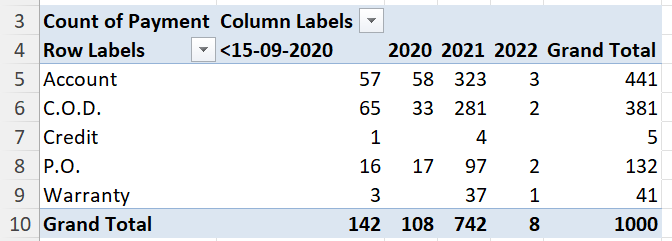 3 Count of Payment Column Labels
4 Row Labels <15-09-2020 2020 2021 2022 Grand Total
5 Account 57 58 323 3 441
6 C.O.D. 65 33 281 2 381
7 Credit 1 4 5
8 P.O. 16 17 97 2 132
9 Warranty 3 37 1 41
10 Grand Total 142 108 742 8 1000